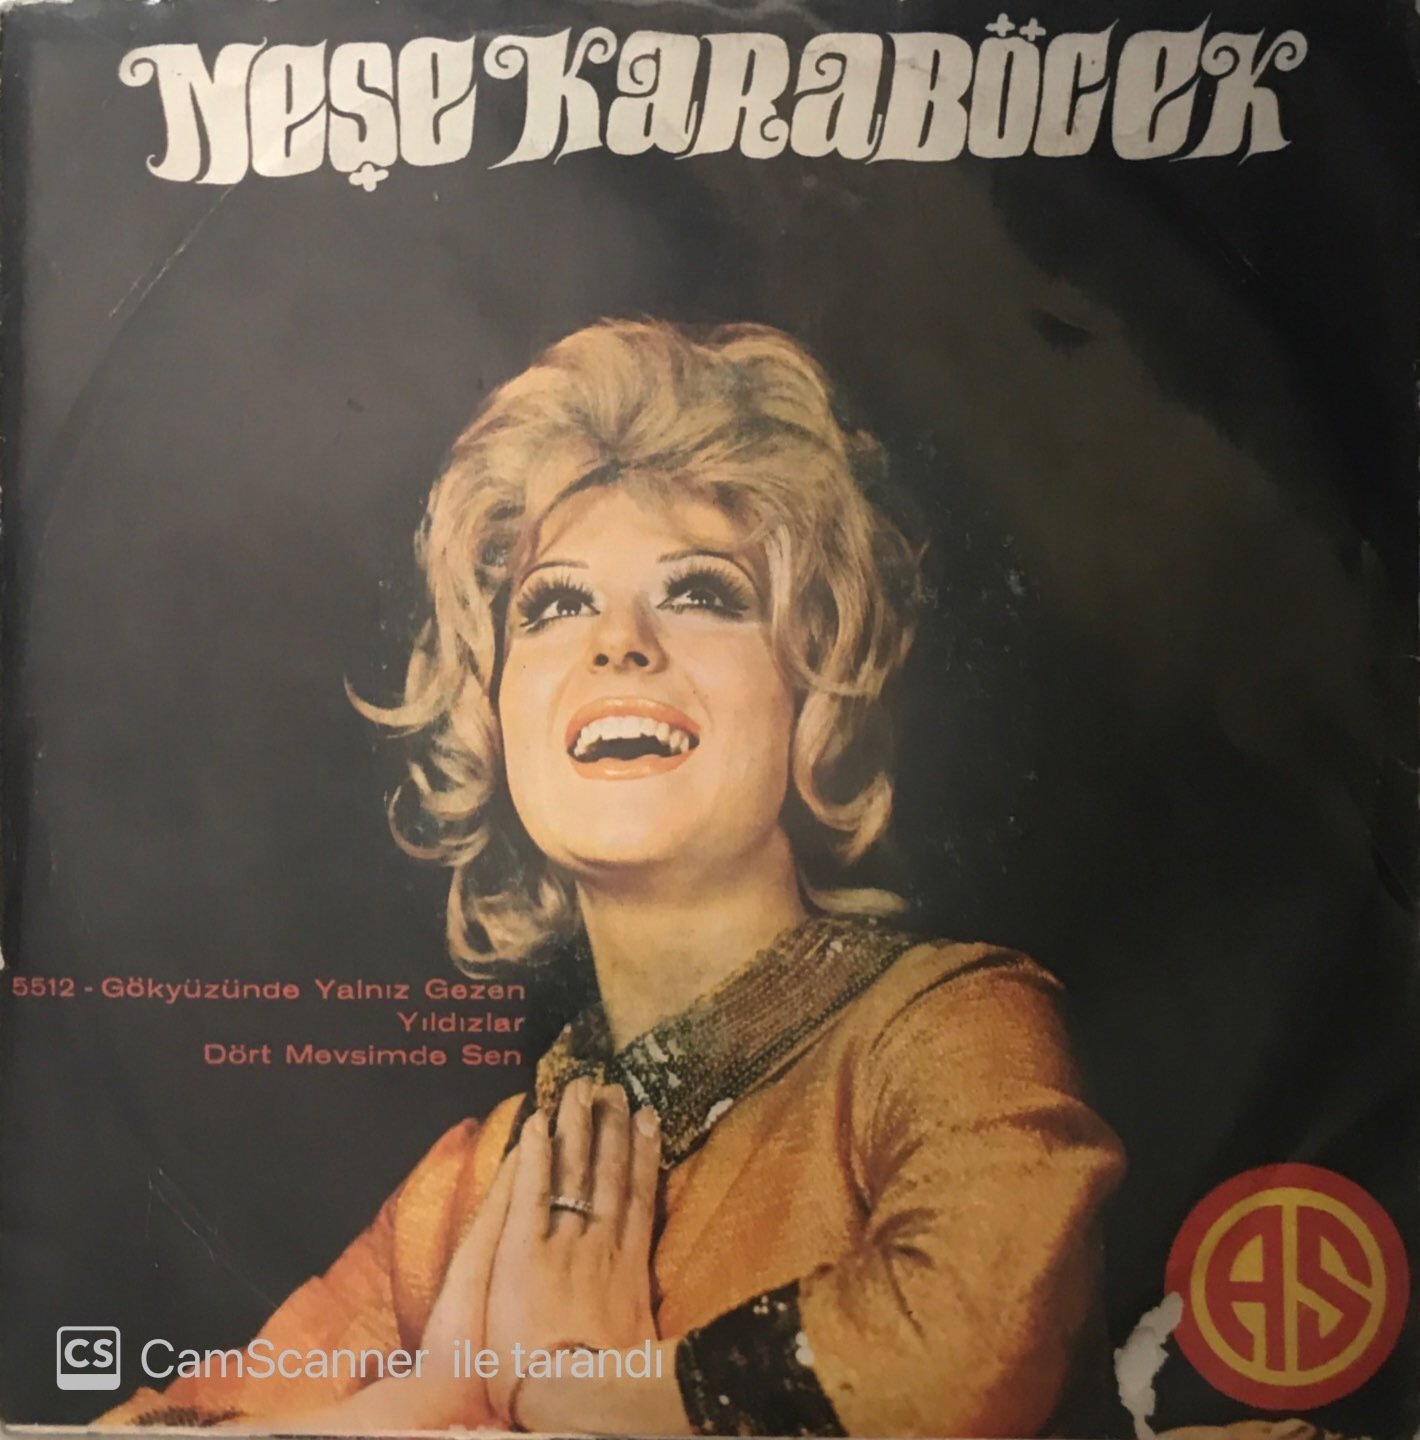 Neşe Karaböcek
5512 - Gökyüzünde Yalnız Gezen
Yıldızlar
Dört Mevsimde Sen
AS
CS CamScanner ile tarandı